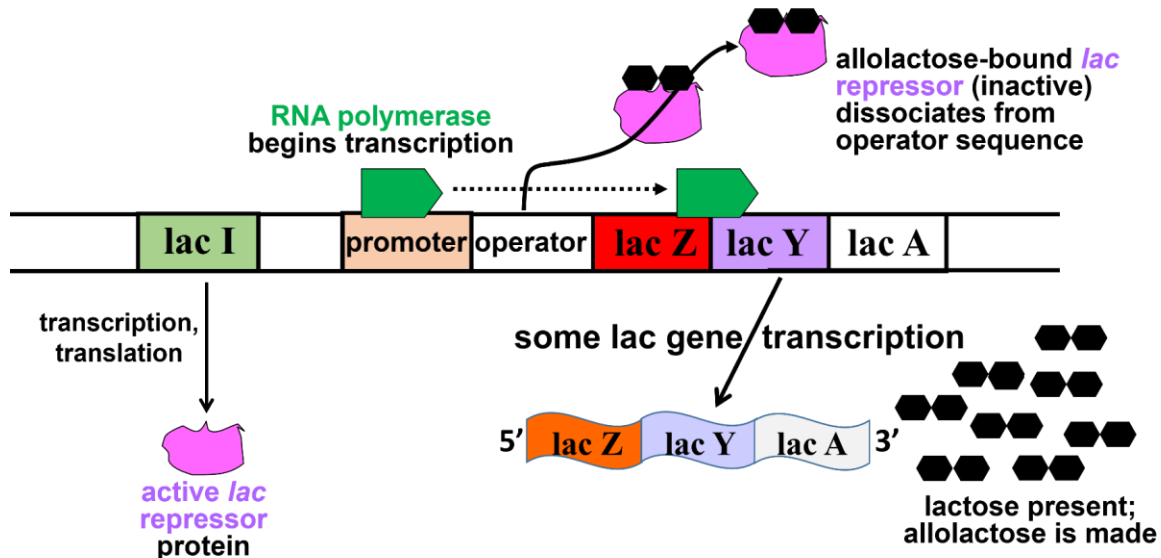 allolactose-bound lac
repressor (inactive)
dissociates from
operator sequence
RNA polymerase
begins transcription
lac I
promoter
operator
lac Z
lac Y
lac A
transcription,
translation
some lac gene transcription
5’
lac Z
lac Y
lac A
3’
active lac
repressor
protein
lactose present;
allolactose is made